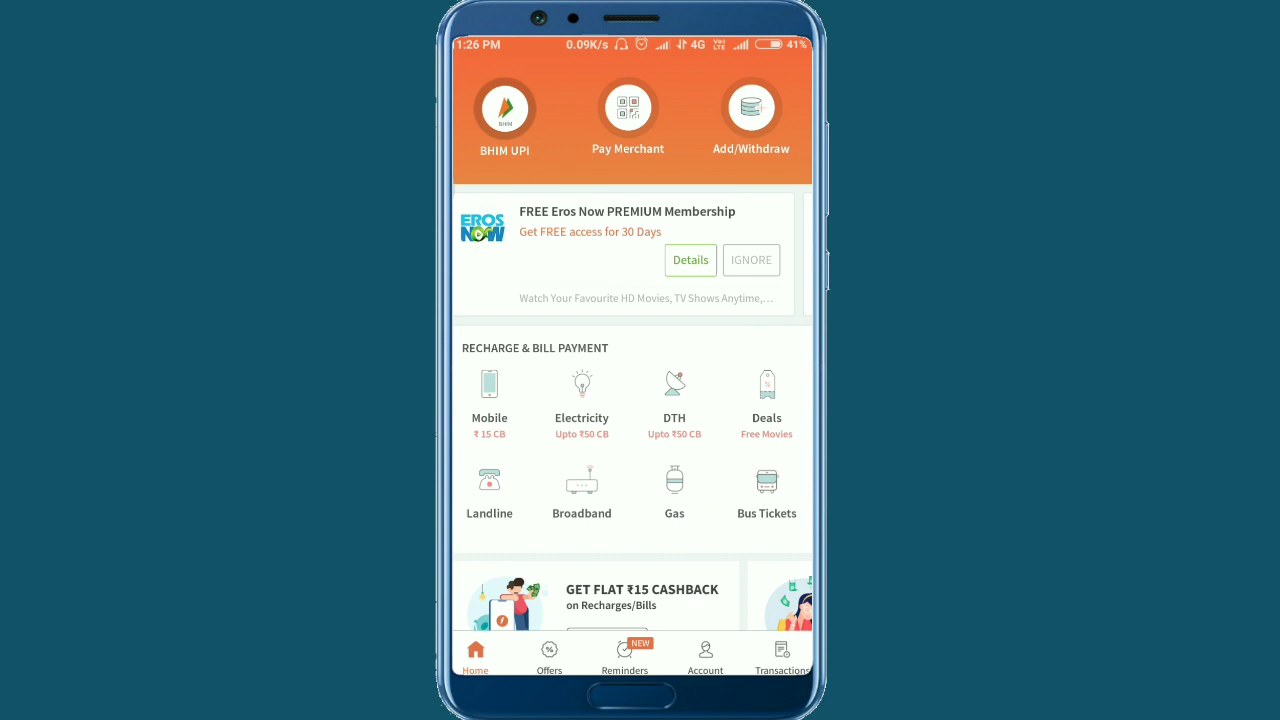 1:26 PM 0.09K/s 4G VoI LTE 41%
BHIM
BHIM UPI Pay Merchant Add/Withdraw
EROS NOW
FREE Eros Now PREMIUM Membership
Get FREE access for 30 Days
Details IGNORE
Watch Your Favourite HD Movies, TV Shows Anytime,...
RECHARGE & BILL PAYMENT
Mobile Electricity DTH Deals
₹ 15 CB Upto ₹50 CB Upto ₹50 CB Free Movies
Landline Broadband Gas Bus Tickets
GET FLAT ₹15 CASHBACK
on Recharges/Bills
NEW
Home Offers Reminders Account Transactions